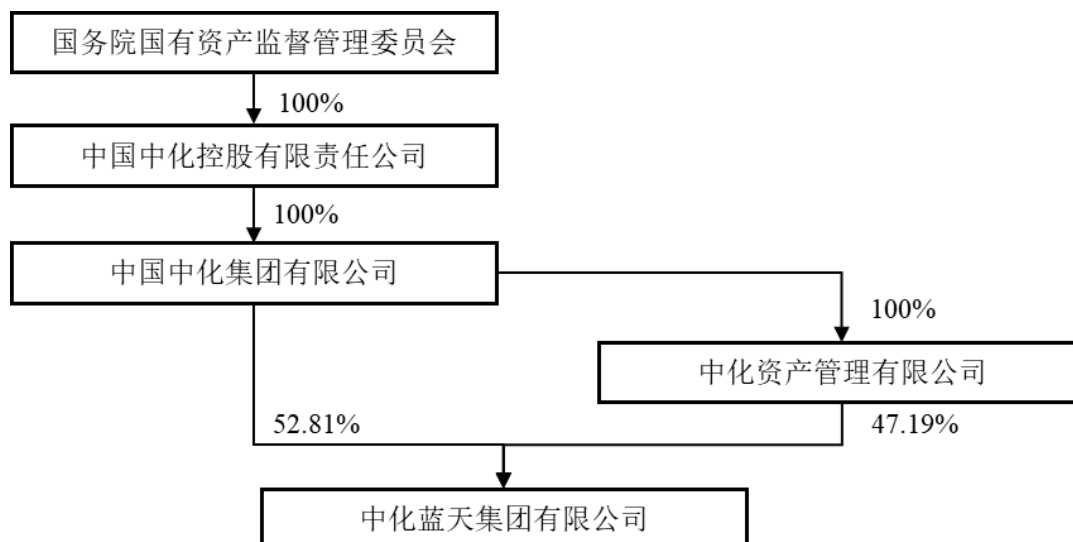 国务院国有资产监督管理委员会
100%
中国中化控股有限责任公司
100%
中国中化集团有限公司
100%
中化资产管理有限公司
52.81%
47.19%
中化蓝天集团有限公司